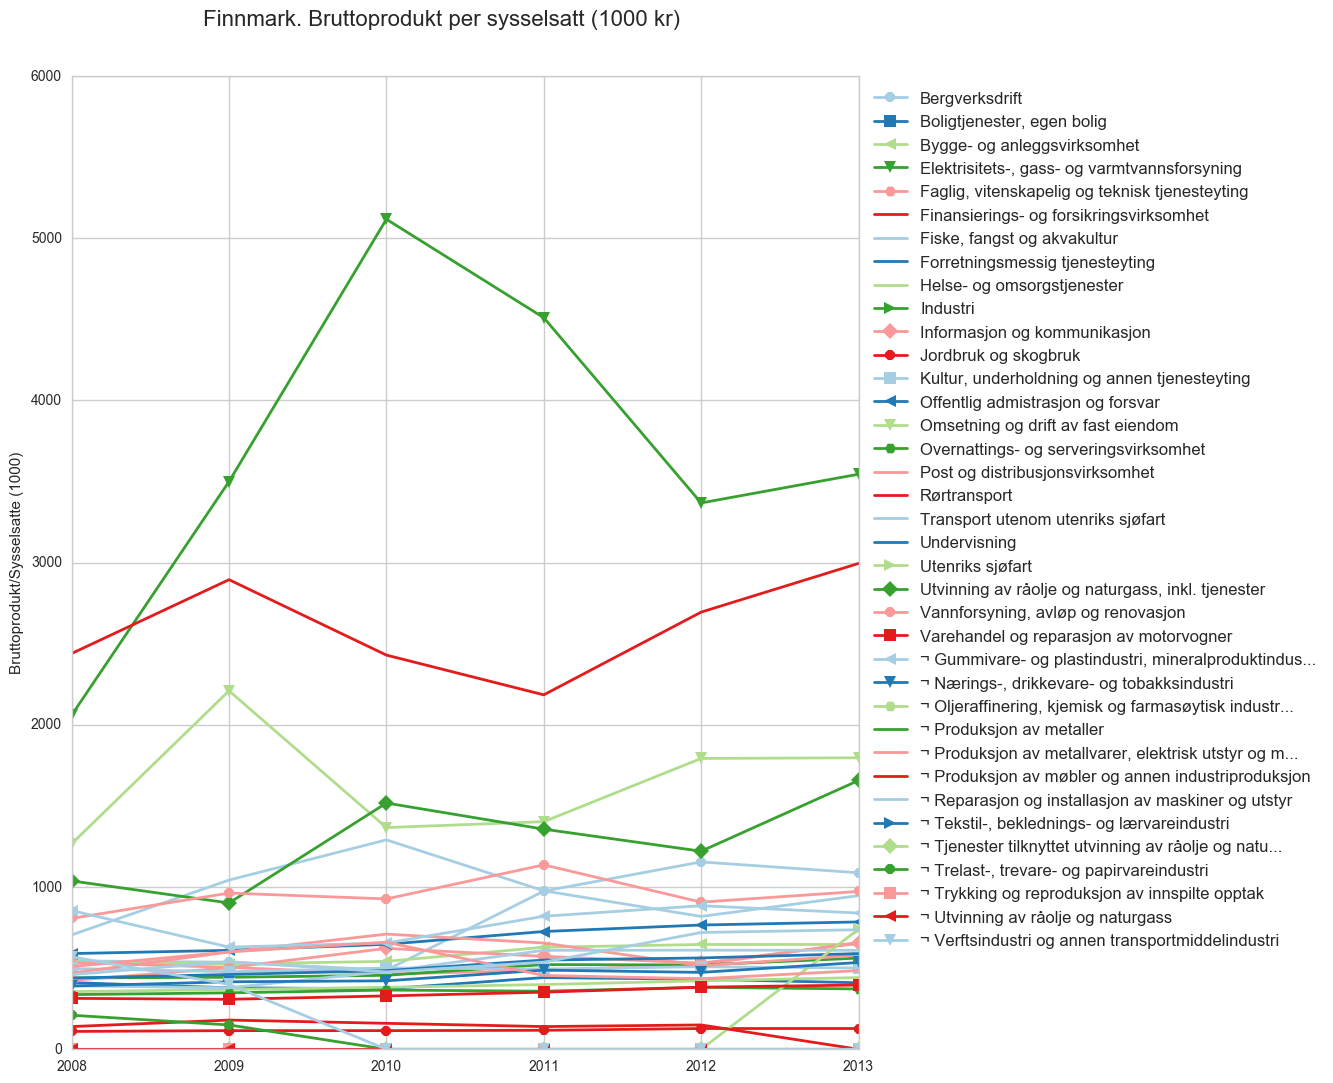 Finnmark. Bruttoprodukt per sysselsatt (1000 kr)
6000
5000
4000
3000
2000
1000
0
Bruttoprodukt/Sysselsatte (1000)
2008 2009 2010 2011 2012 2013
Bergverksdrift
Boligtjenester, egen bolig
Bygge- og anleggsvirksomhet
Elektrisitets-, gass- og varmtvannsforsyning
Faglig, vitenskapelig og teknisk tjenesteyting
Finansierings- og forsikringsvirksomhet
Fiske, fangst og akvakultur
Forretningsmessig tjenesteyting
Helse- og omsorgstjenester
Industri
Informasjon og kommunikasjon
Jordbruk og skogbruk
Kultur, underholdning og annen tjenesteyting
Offentlig admistrasjon og forsvar
Omsetning og drift av fast eiendom
Overnattings- og serveringsvirksomhet
Post og distribusjonsvirksomhet
Rørtransport
Transport utenom utenriks sjøfart
Undervisning
Utenriks sjøfart
Utvinning av råolje og naturgass, inkl. tjenester
Vannforsyning, avløp og renovasjon
Varehandel og reparasjon av motorvogner
¬ Gummivare- og plastindustri, mineralproduktindus...
¬ Nærings-, drikkevare- og tobakksindustri
¬ Oljeraffinering, kjemisk og farmasøytisk industr...
¬ Produksjon av metaller
¬ Produksjon av metallvarer, elektrisk utstyr og m...
¬ Produksjon av møbler og annen industriproduksjon
¬ Reparasjon og installasjon av maskiner og utstyr
¬ Tekstil-, beklednings- og lærvareindustri
¬ Tjenester tilknyttet utvinning av råolje og natu...
¬ Trelast-, trevare- og papirvareindustri
¬ Trykking og reproduksjon av innspilte opptak
¬ Utvinning av råolje og naturgass
¬ Verftsindustri og annen transportmiddelindustri